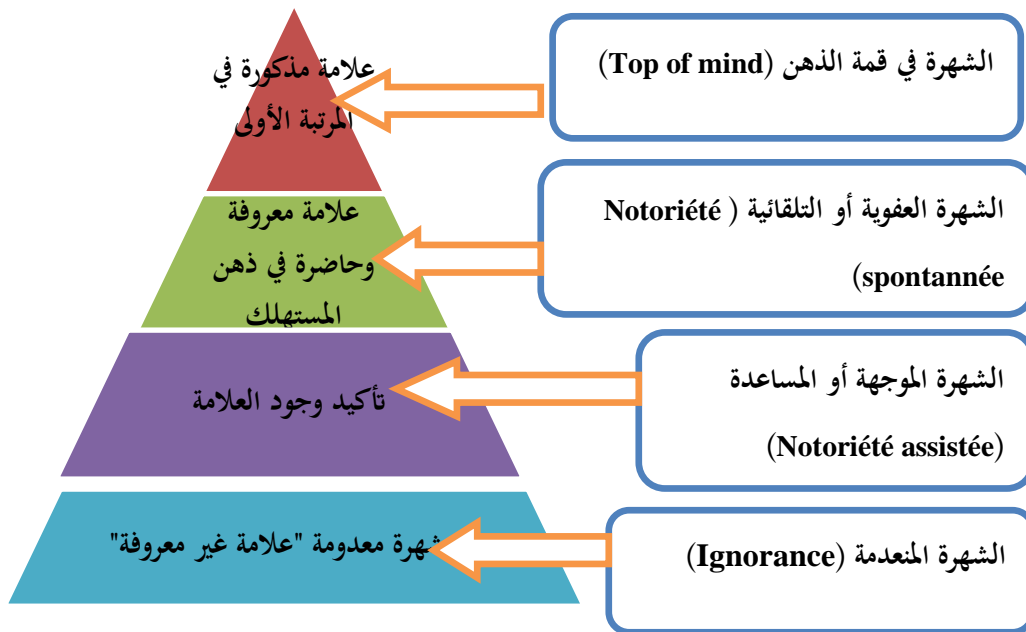 علامة مذكورة في
المرتبة الأولى
الشهرة في قمة الذهن (Top of mind)
علامة معروفة
وحاضرة في ذهن
المستهلك
الشهرة العفوية أو التلقائية ( Notoriété
spontannée)
تأكيد وجود العلامة
الشهرة الموجهة أو المساعدة
(Notoriété assistée)
شهرة معدومة "علامة غير معروفة"
الشهرة المنعدمة (Ignorance)